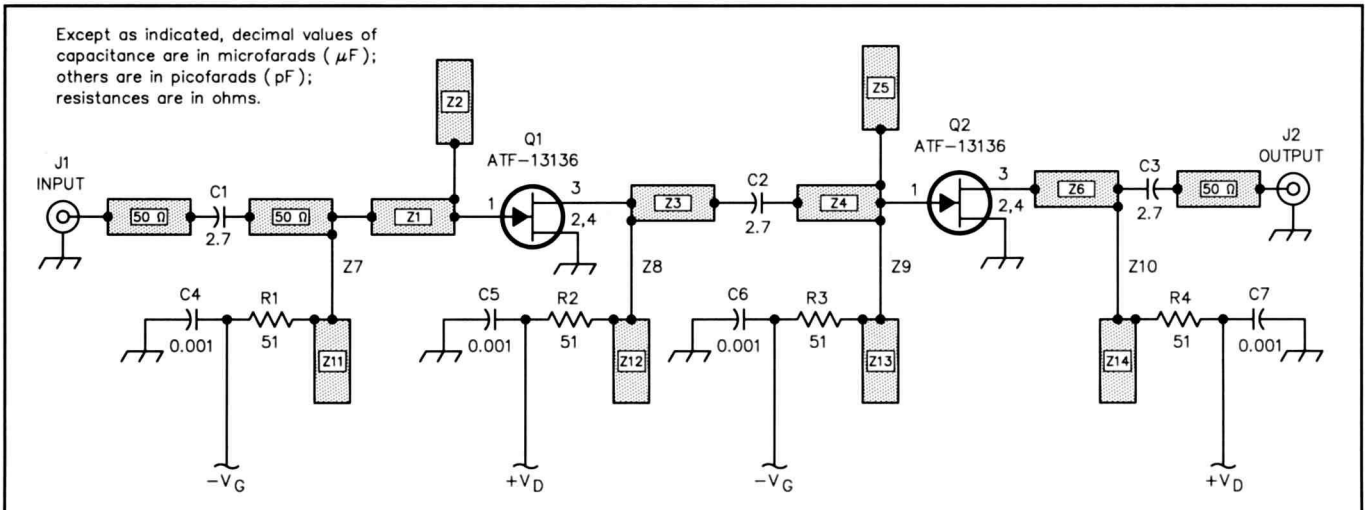 Except as indicated, decimal values of
capacitance are in microfarads ( μF);
others are in picofarads ( pF);
resistances are in ohms.
Z2
Z5
Q1
ATF-13136
Q2
ATF-13136
J1
INPUT
J2
OUTPUT
50 Ω
C1
2.7
50 Ω
Z1
1
3
2,4
Z3
C2
2.7
Z4
1
3
2,4
Z6
C3
2.7
50 Ω
Z7
Z8
Z9
Z10
C4
0.001
R1
51
Z11
C5
0.001
R2
51
Z12
C6
0.001
R3
51
Z13
Z14
R4
51
C7
0.001
-VG
+VD
-VG
+VD